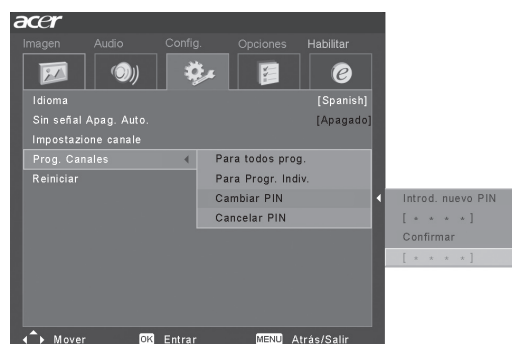 acer
Imagen Audio Config. Opciones Habilitar
Idioma [Spanish]
Sin señal Apag. Auto. [Apagado]
Impostazione canale
Prog. Canales Para todos prog.
Reiniciar Para Progr. Indiv.
Cambiar PIN Introd. nuevo PIN
Cancelar PIN [ * * * * ]
Confirmar
[ * * * * ]
Mover OK Entrar MENU Atrás/Salir